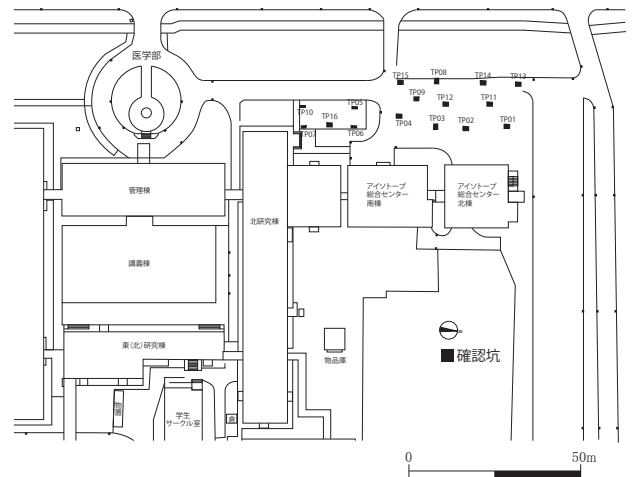 医学部
TP15
TP08
TP14
TP13
TP09
TP12
TP11
TP10
TP05
TP16
TP04
TP03
TP02
TP01
TP07
TP06
管理棟
北研究棟
アイソトープ
総合センター
南棟
アイソトープ
総合センター
北棟
講義棟
東(北)研究棟
物品庫
確認坑
物置
学生
サークル室
倉
0
50m